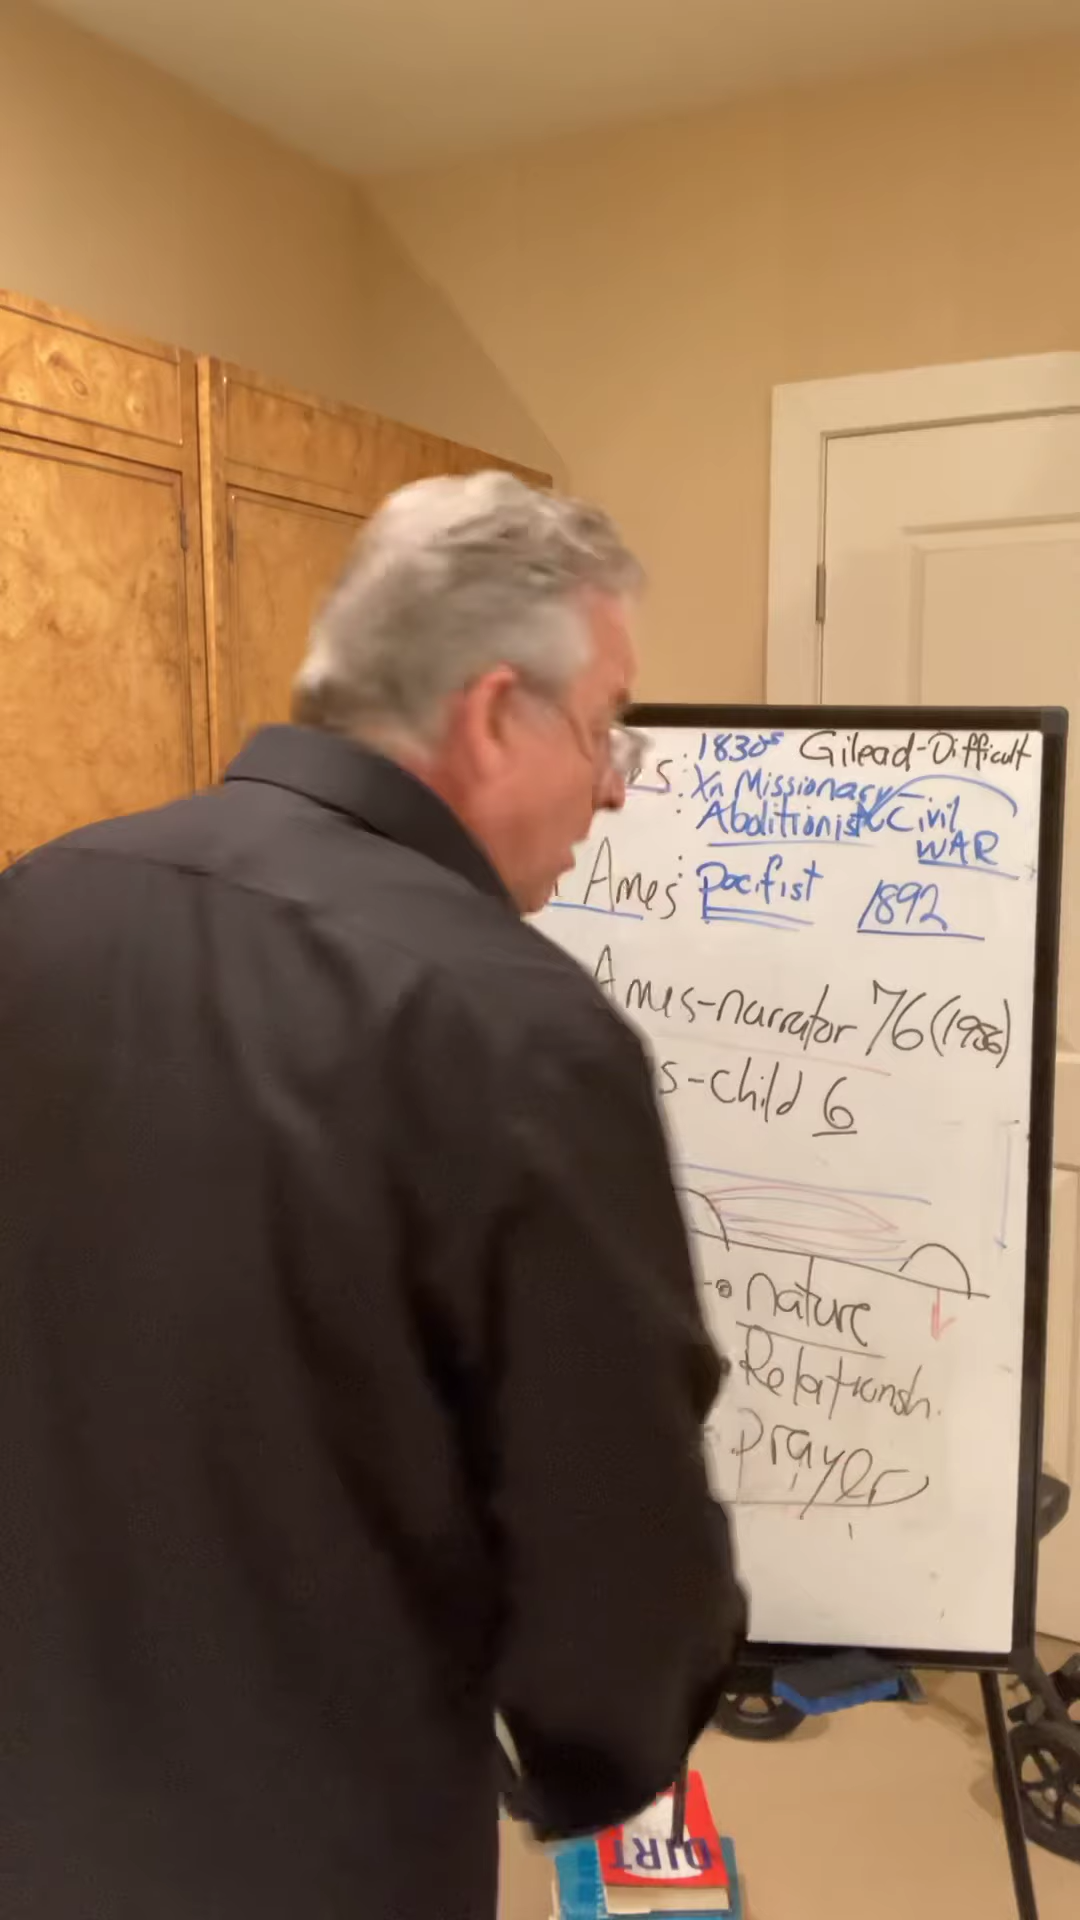 1830s Gilead-Difficult
s: Xn Missionary
: Abolitionist Civil
WAR
Ames: Pacifist 1892
Ames-narrator 76 (1956)
s-child 6
nature
Relationsh.
prayer
DIRT